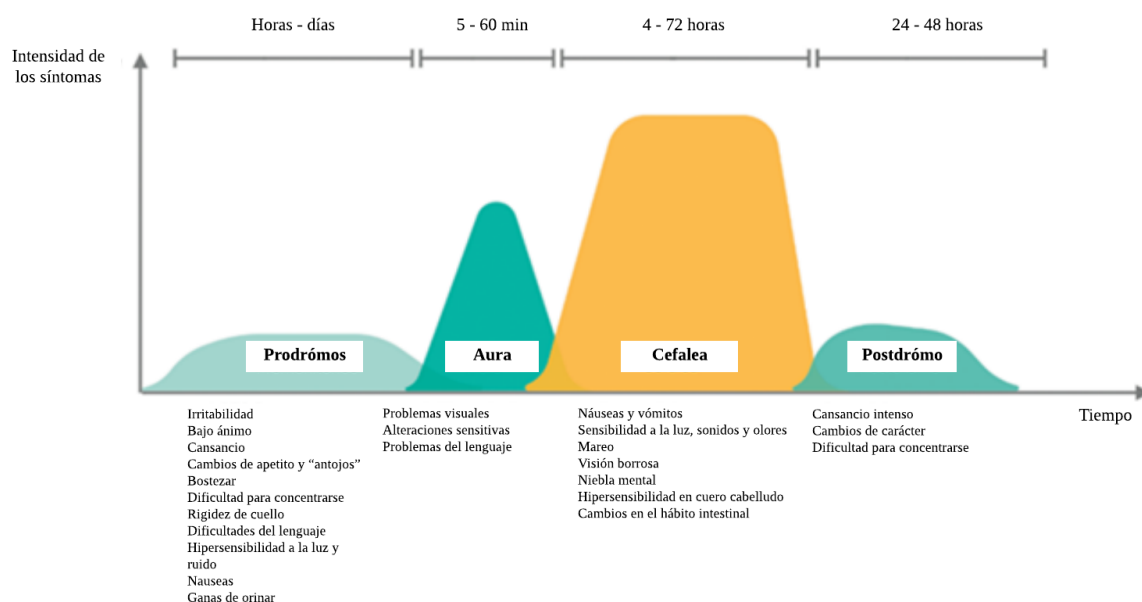 Horas - días
5 - 60 min
4 - 72 horas
24 - 48 horas
Intensidad de
los síntomas
Prodrómos
Aura
Cefalea
Postdrómo
Tiempo
Irritabilidad
Bajo ánimo
Cansancio
Cambios de apetito y “antojos”
Bostezar
Dificultad para concentrarse
Rigidez de cuello
Dificultades del lenguaje
Hipersensibilidad a la luz y
ruido
Nauseas
Ganas de orinar
Problemas visuales
Alteraciones sensitivas
Problemas del lenguaje
Náuseas y vómitos
Sensibilidad a la luz, sonidos y olores
Mareo
Visión borrosa
Niebla mental
Hipersensibilidad en cuero cabelludo
Cambios en el hábito intestinal
Cansancio intenso
Cambios de carácter
Dificultad para concentrarse